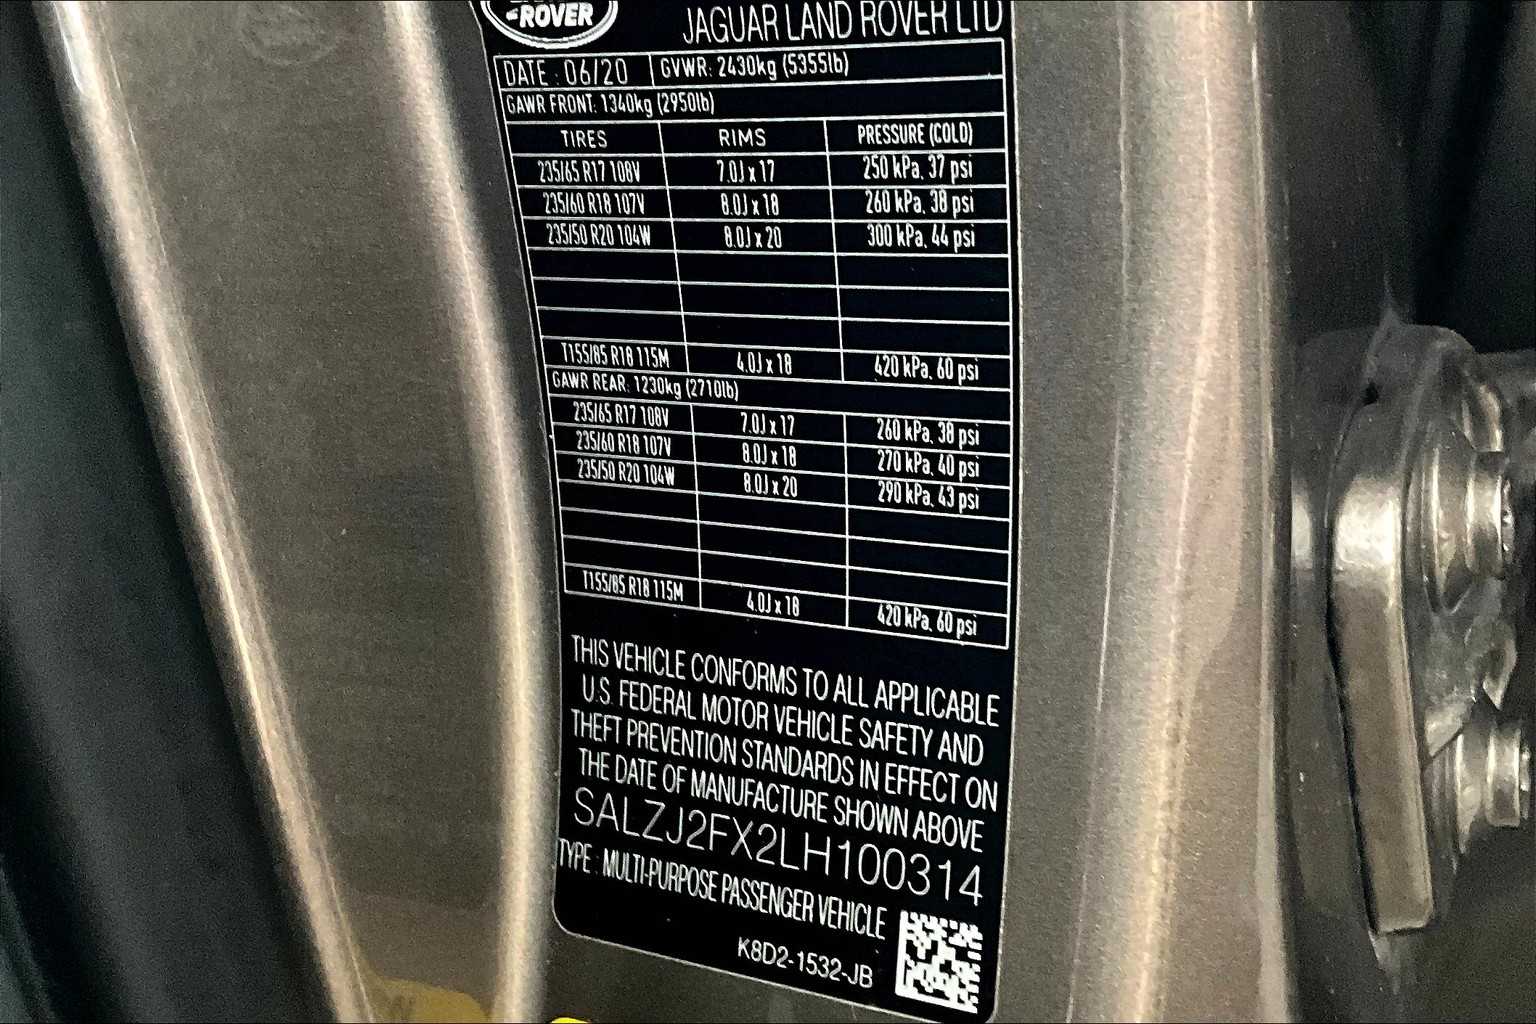 -ROVER
JAGUAR LAND ROVER LTD
DATE : 06/20 GVWR: 2430kg (5355lb)
GAWR FRONT: 1340kg (2950lb)
TIRES RIMS PRESSURE (COLD)
235/65 R17 108V 7.0J x 17 250 kPa, 37 psi
235/60 R18 107V 8.0J x 18 260 kPa, 38 psi
235/50 R20 104W 8.0J x 20 300 kPa, 44 psi
T155/85 R18 115M 4.0J x 18 420 kPa, 60 psi
GAWR REAR: 1230kg (2710lb)
235/65 R17 108V 7.0J x 17 260 kPa, 38 psi
235/60 R18 107V 8.0J x 18 270 kPa, 40 psi
235/50 R20 104W 8.0J x 20 290 kPa, 43 psi
T155/85 R18 115M 4.0J x 18 420 kPa, 60 psi
THIS VEHICLE CONFORMS TO ALL APPLICABLE
U.S. FEDERAL MOTOR VEHICLE SAFETY AND
THEFT PREVENTION STANDARDS IN EFFECT ON
THE DATE OF MANUFACTURE SHOWN ABOVE
SALZJ2FX2LH100314
TYPE : MULTI-PURPOSE PASSENGER VEHICLE
K8D2-1532-JB